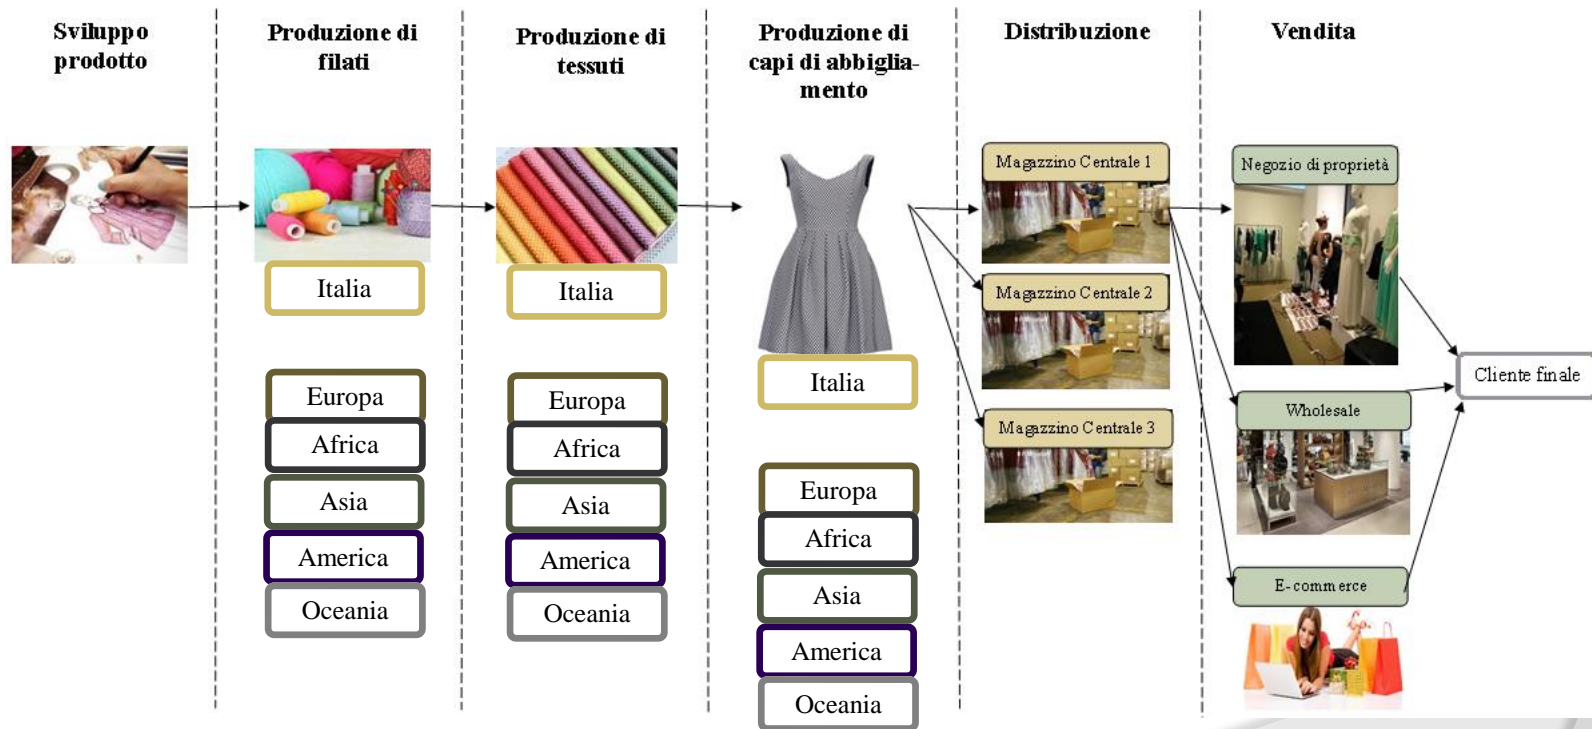 Sviluppo
prodotto
Produzione di
filati
Produzione di
tessuti
Produzione di
capi di abbiglia-
mento
Distribuzione
Vendita
Italia
Europa
Africa
Asia
America
Oceania
Italia
Europa
Africa
Asia
America
Oceania
Italia
Europa
Africa
Asia
America
Oceania
Magazzino Centrale 1
Magazzino Centrale 2
Magazzino Centrale 3
Negozio di proprietà
Wholesale
E-commerce
Cliente finale